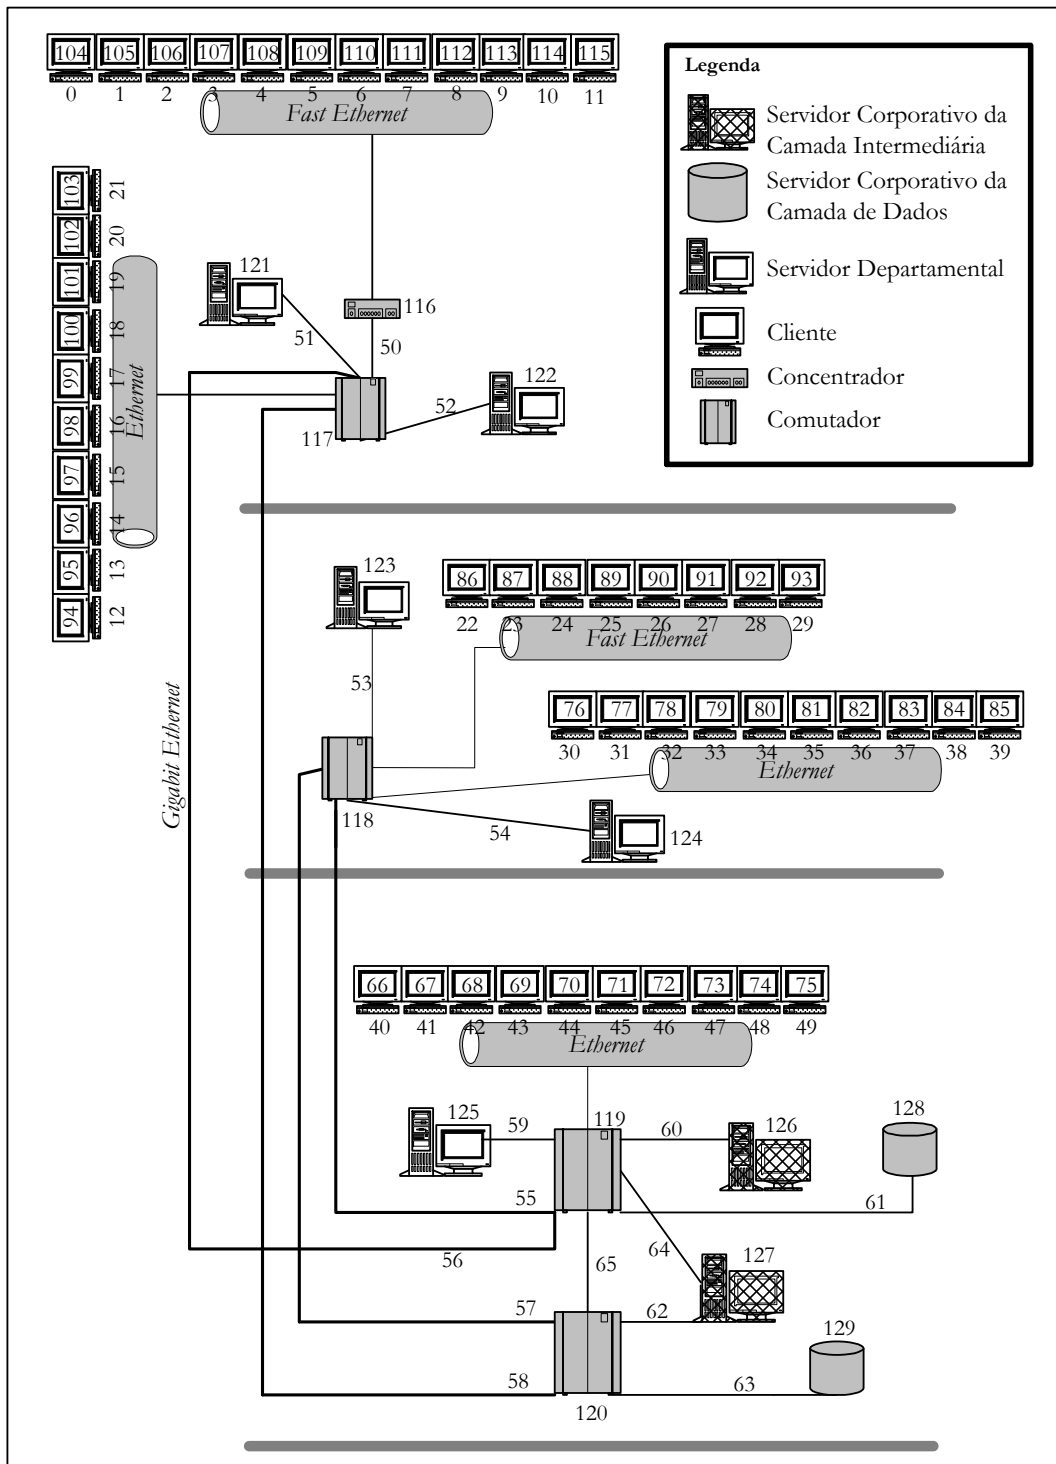 104 105 106 107 108 109 110 111 112 113 114 115
0 1 2 3 4 5 6 7 8 9 10 11
Fast Ethernet
Legenda
Servidor Corporativo da
Camada Intermediária
Servidor Corporativo da
Camada de Dados
Servidor Departamental
Cliente
Concentrador
Comutador
103 21
102 20
101 19
100 18
99 17
98 16
97 15
96 14
95 13
94 12
Ethernet
121
116
51
50
122
52
117
123
86 87 88 89 90 91 92 93
22 23 24 25 26 27 28 29
Fast Ethernet
53
76 77 78 79 80 81 82 83 84 85
30 31 32 33 34 35 36 37 38 39
Ethernet
Gigabit Ethernet
118
54
124
66 67 68 69 70 71 72 73 74 75
40 41 42 43 44 45 46 47 48 49
Ethernet
125
59
119
60
126
128
55
61
56
64
65
127
57
62
129
58
63
120